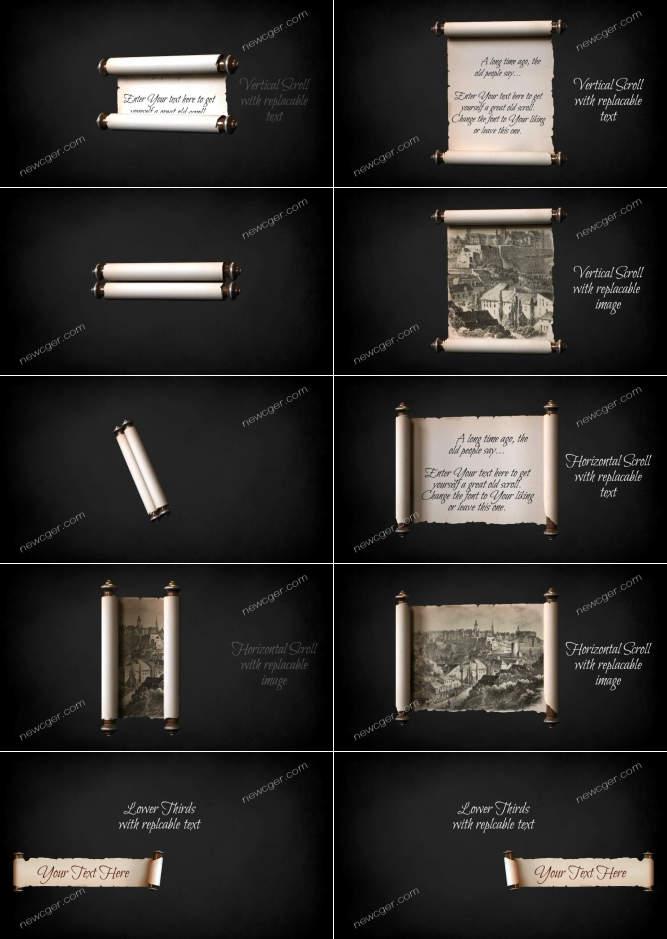 newcger.com
Enter Your text here to get
yourself a great old scroll.
Vertical Scroll
with replacable
text
newcger.com
newcger.com
A long time ago, the
old people say...
Enter Your text here to get
yourself a great old scroll.
Change the font to Your liking
or leave this one.
Vertical Scroll
with replacable
text
newcger.com
newcger.com
newcger.com
newcger.com
Vertical Scroll
with replacable
image
newcger.com
newcger.com
newcger.com
newcger.com
A long time ago, the
old people say...
Enter Your text here to get
yourself a great old scroll.
Change the font to Your liking
or leave this one.
Horizontal Scroll
with replacable
text
newcger.com
newcger.com
Horizontal Scroll
with replacable
image
newcger.com
newcger.com
Horizontal Scroll
with replacable
image
newcger.com
newcger.com
Lower Thirds
with replcable text
Your Text Here
newcger.com
newcger.com
Lower Thirds
with replcable text
Your Text Here
newcger.com